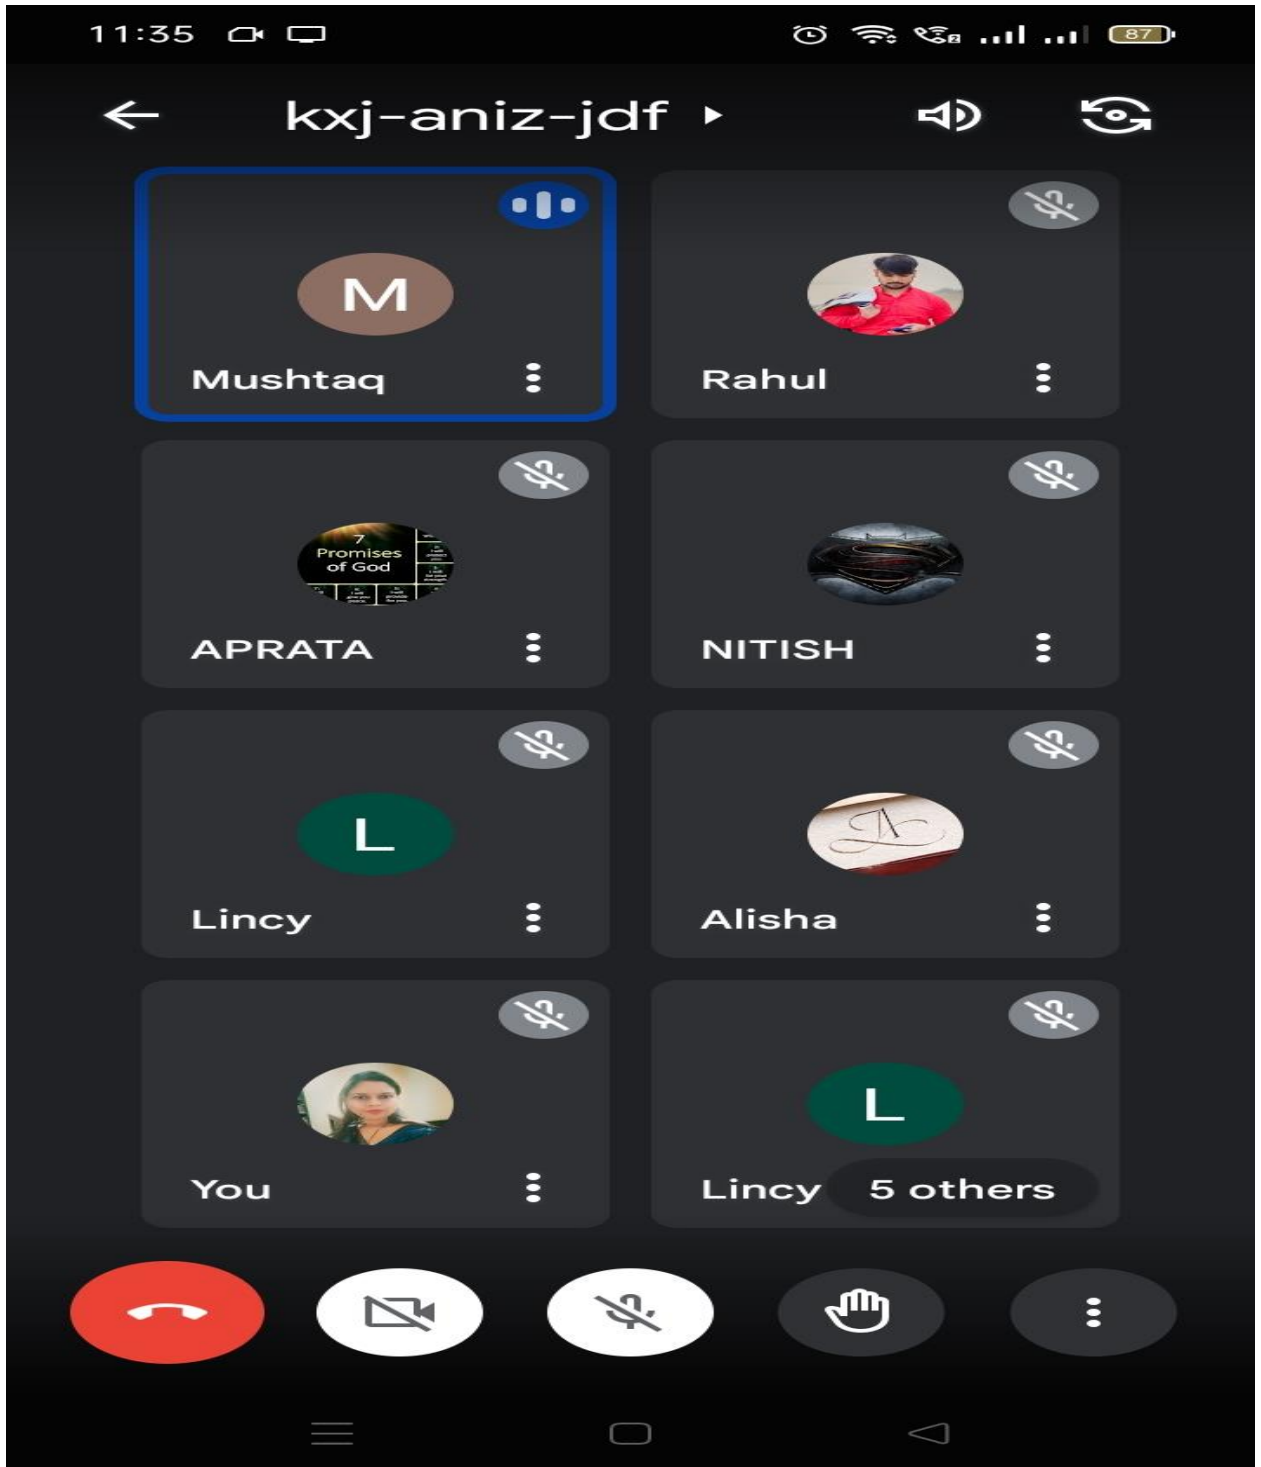 11:35
87
kxj-aniz-jdf
M
Mushtaq
Rahul
7
Promises
of God
APRATA
NITISH
L
Lincy
Alisha
You
L
Lincy
5 others